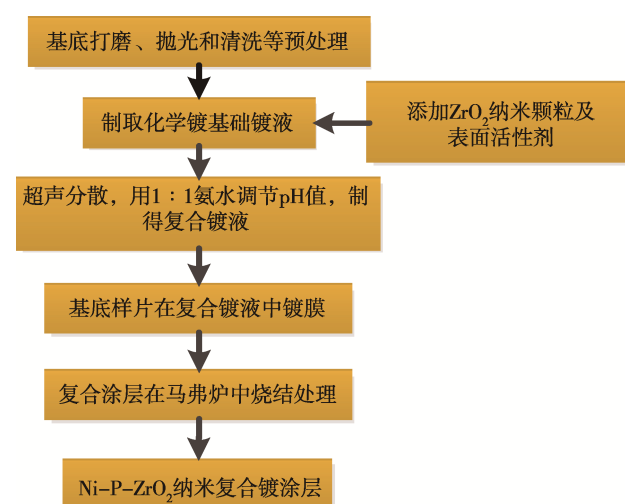 基底打磨、抛光和清洗等预处理
制取化学镀基础镀液
添加ZrO₂纳米颗粒及
表面活性剂
超声分散，用1：1氨水调节pH值，制
得复合镀液
基底样片在复合镀液中镀膜
复合涂层在马弗炉中烧结处理
Ni-P-ZrO₂纳米复合镀涂层